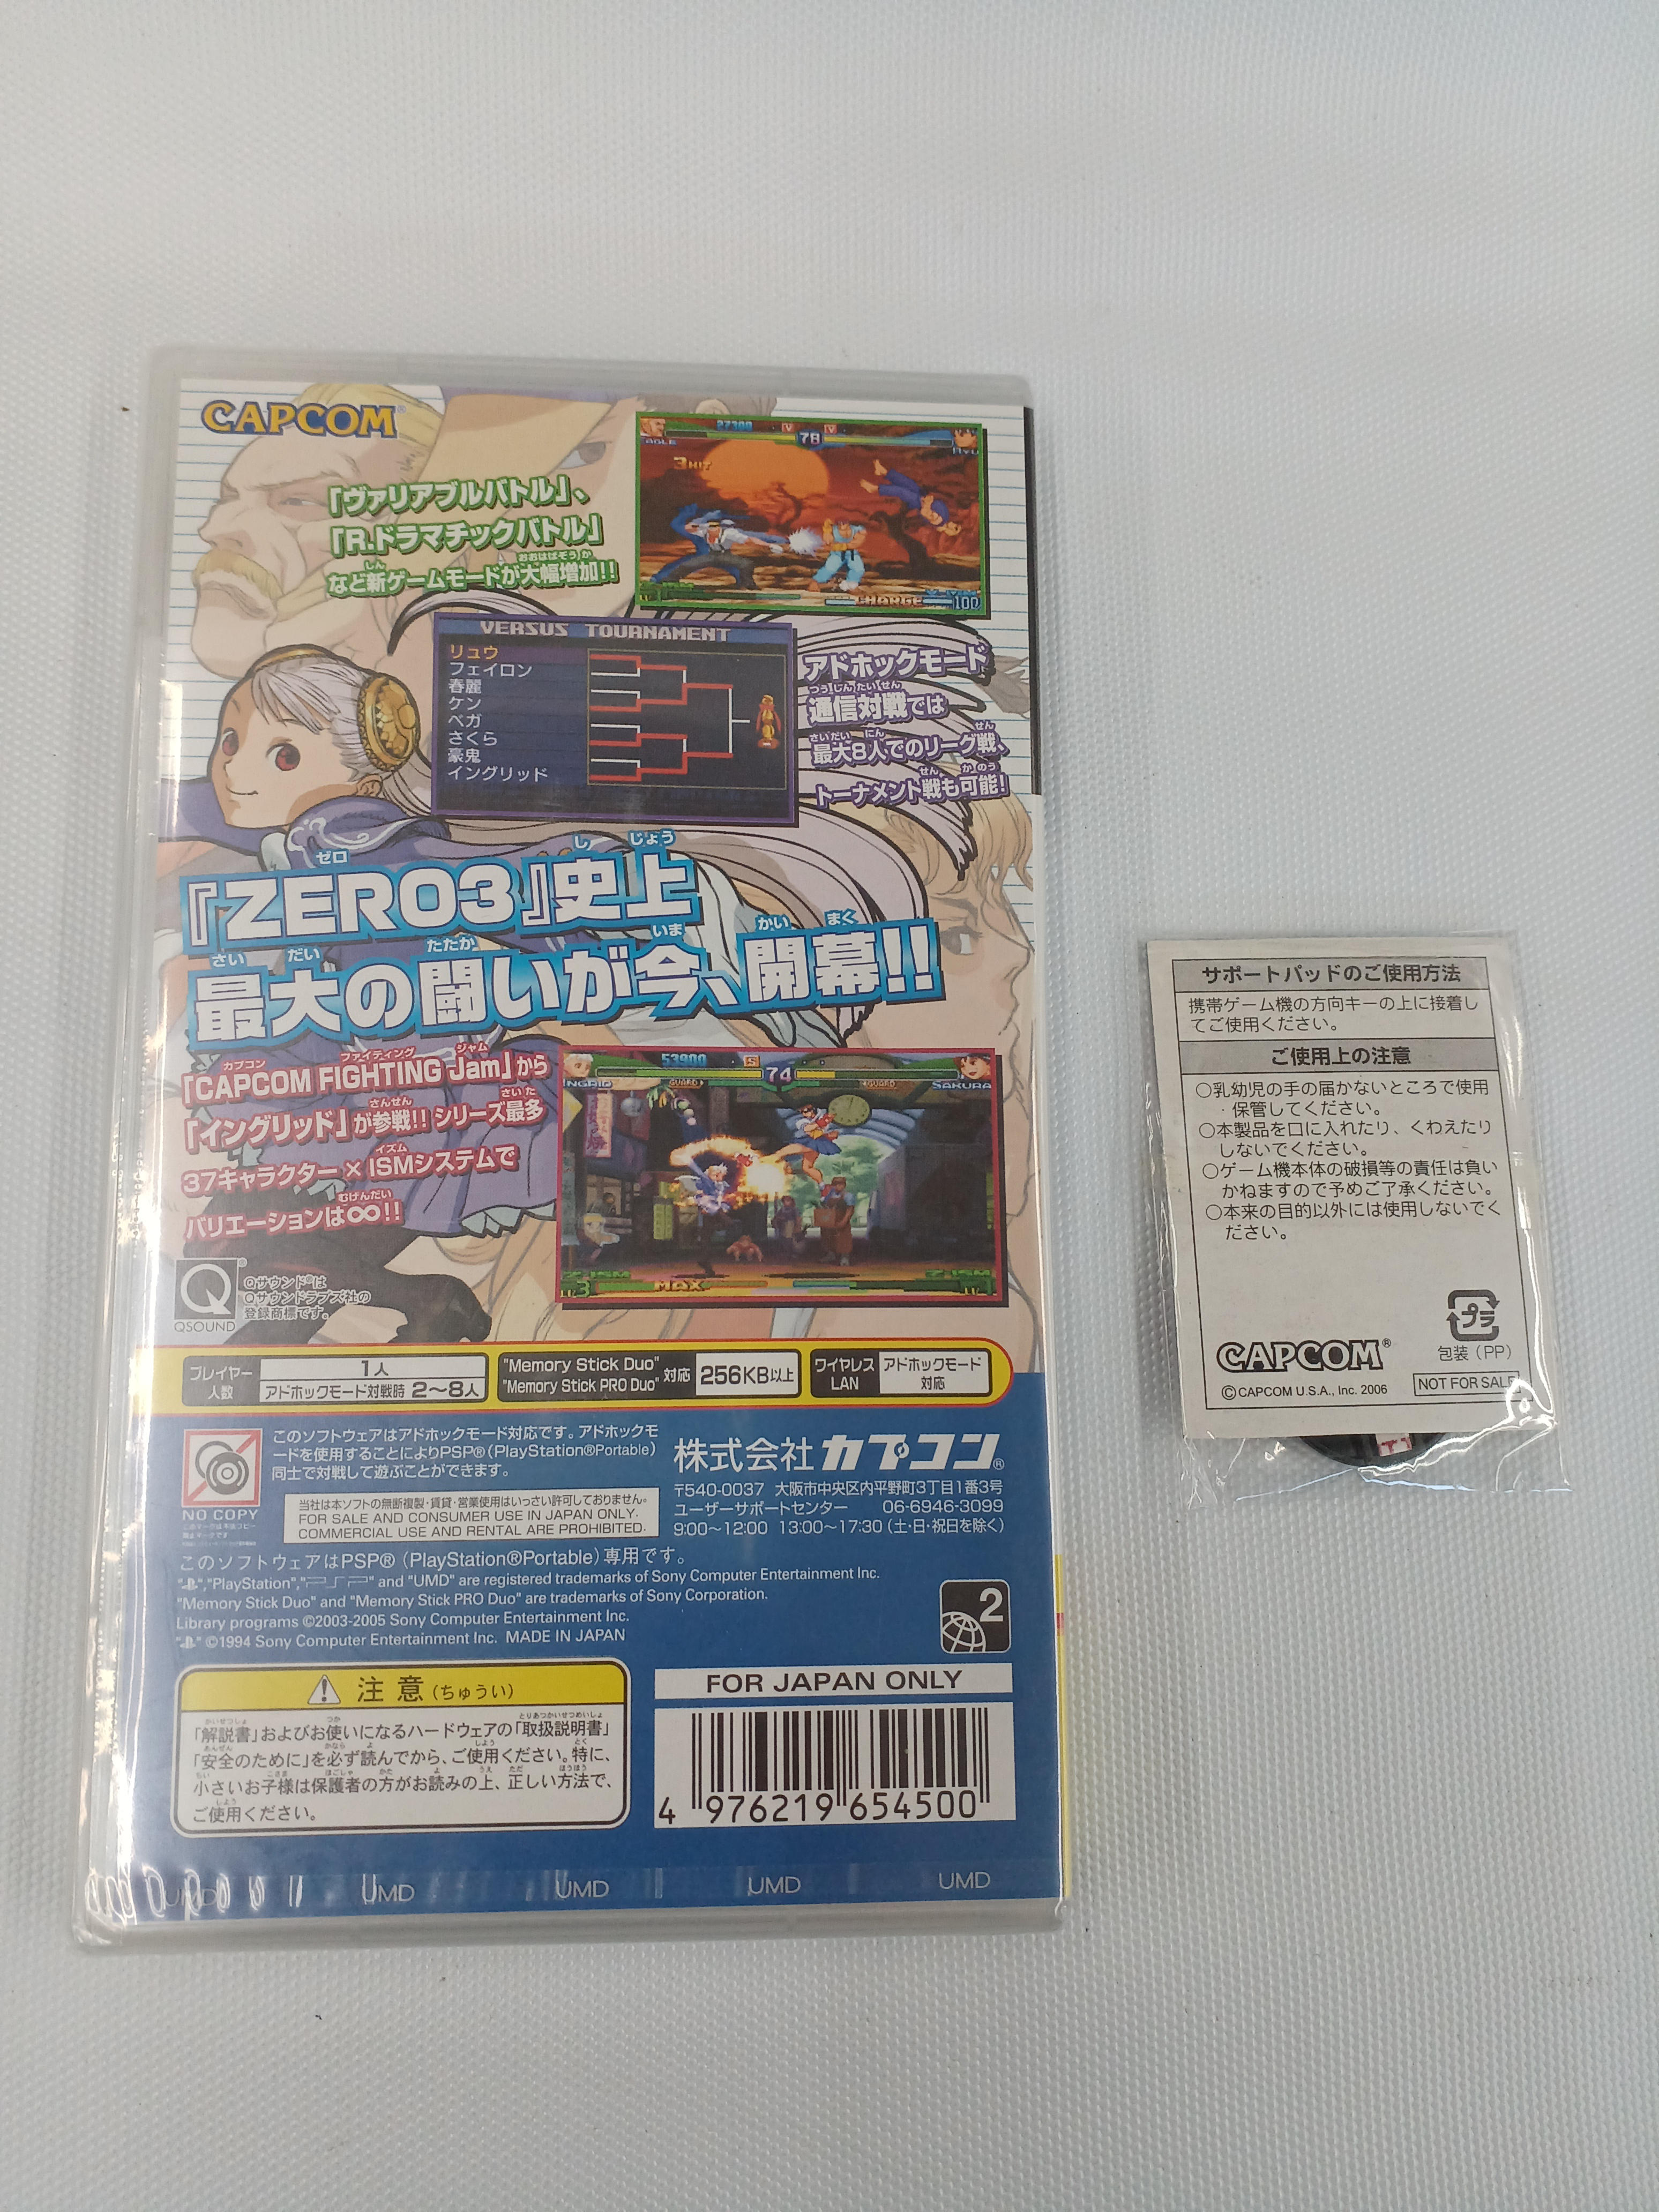 CAPCOM®
「ヴァリアブルバトル」、
「R.ドラマチックバトル」
など新ゲームモードが大幅増加!!
27300
78
RYU
3HIT
CHARGE
100
VERSUS TOURNAMENT
リュウ
フェイロン
春麗
ケン
ベガ
さくら
豪鬼
イングリッド
アドホックモード
通信対戦では
最大8人でのリーグ戦、
トーナメント戦も可能!
『ZERO3』史上
最大の闘いが今、開幕!!
「CAPCOM FIGHTING Jam」から
「イングリッド」が参戦!! シリーズ最多
37キャラクター×ISMシステムで
バリエーションは∞!!
53900
74
SAKURA
GUARD
GUARD
MAX
QSOUND
Qサウンド®は
Qサウンドラブズ社の
登録商標です。
プレイヤー人数
1人
アドホックモード対戦時 2〜8人
"Memory Stick Duo"
"Memory Stick PRO Duo" 対応
256KB以上
ワイヤレスLAN
アドホックモード対応
NO COPY
このソフトウェアはアドホックモード対応です。アドホックモ
ードを使用することによりPSP®(PlayStation®Portable)
同士で対戦して遊ぶことができます。
当社は本ソフトの無断複製・賃貸・営業使用はいっさい許可しておりません。
FOR SALE AND CONSUMER USE IN JAPAN ONLY.
COMMERCIAL USE AND RENTAL ARE PROHIBITED.
株式会社カプコン®
〒540-0037 大阪市中央区内平野町3丁目1番3号
ユーザーサポートセンター 06-6946-3099
9:00〜12:00 13:00〜17:30(土・日・祝日を除く)
このソフトウェアはPSP®(PlayStation®Portable)専用です。
"PlayStation","PSP" and "UMD" are registered trademarks of Sony Computer Entertainment Inc.
"Memory Stick Duo" and "Memory Stick PRO Duo" are trademarks of Sony Corporation.
Library programs ©2003-2005 Sony Computer Entertainment Inc.
©1994 Sony Computer Entertainment Inc. MADE IN JAPAN
2
注意(ちゅうい)
「解説書」およびお使いになるハードウェアの「取扱説明書」
「安全のために」を必ず読んでから、ご使用ください。特に、
小さいお子様は保護者の方がお読みの上、正しい方法で、
ご使用ください。
FOR JAPAN ONLY
4 976219 654500
UMD UMD UMD UMD UMD
サポートパッドのご使用方法
携帯ゲーム機の方向キーの上に接着し
てご使用ください。
ご使用上の注意
○乳幼児の手の届かないところで使用
・保管してください。
○本製品を口に入れたり、くわえたり
しないでください。
○ゲーム機本体の破損等の責任は負い
かねますので予めご了承ください。
○本来の目的以外には使用しないでく
ださい。
プラ
包装(PP)
CAPCOM®
©CAPCOM U.S.A., Inc. 2006
NOT FOR SALE